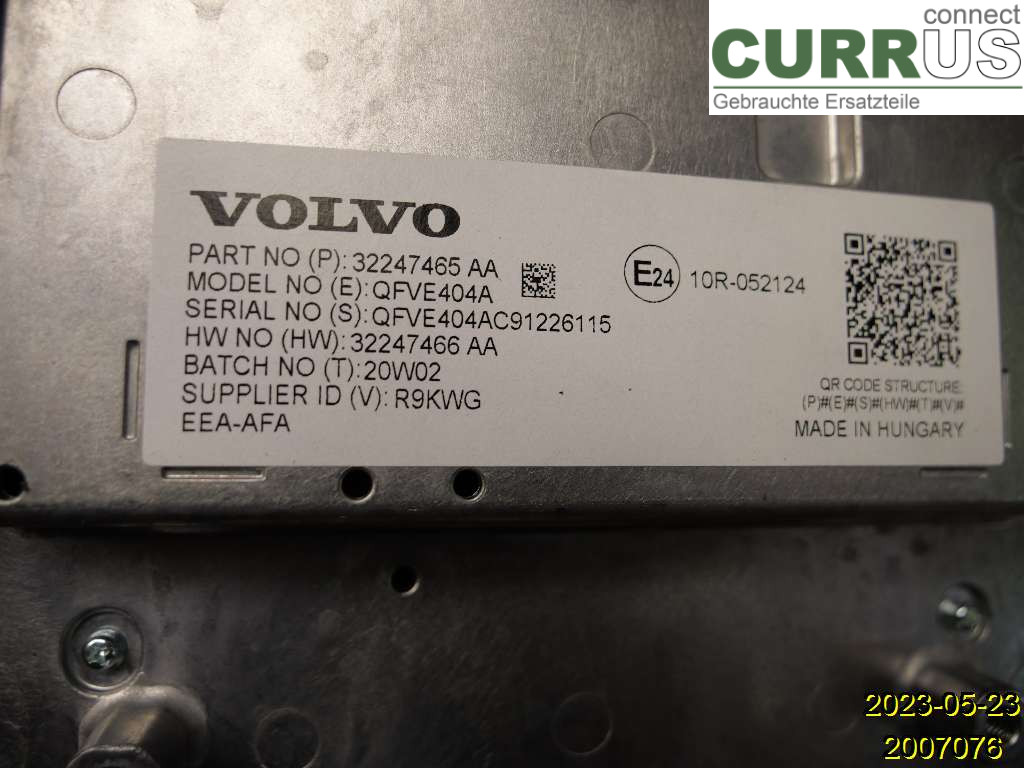 connect
CURRUS
Gebrauchte Ersatzteile
VOLVO
PART NO (P): 32247465 AA
MODEL NO (E): QFVE404A
SERIAL NO (S): QFVE404AC91226115
HW NO (HW): 32247466 AA
BATCH NO (T): 20W02
SUPPLIER ID (V): R9KWG
EEA-AFA
E24 10R-052124
QR CODE STRUCTURE:
(P)#(E)#(S)#(HW)#(T)#(V)#
MADE IN HUNGARY
2023-05-23
2007076